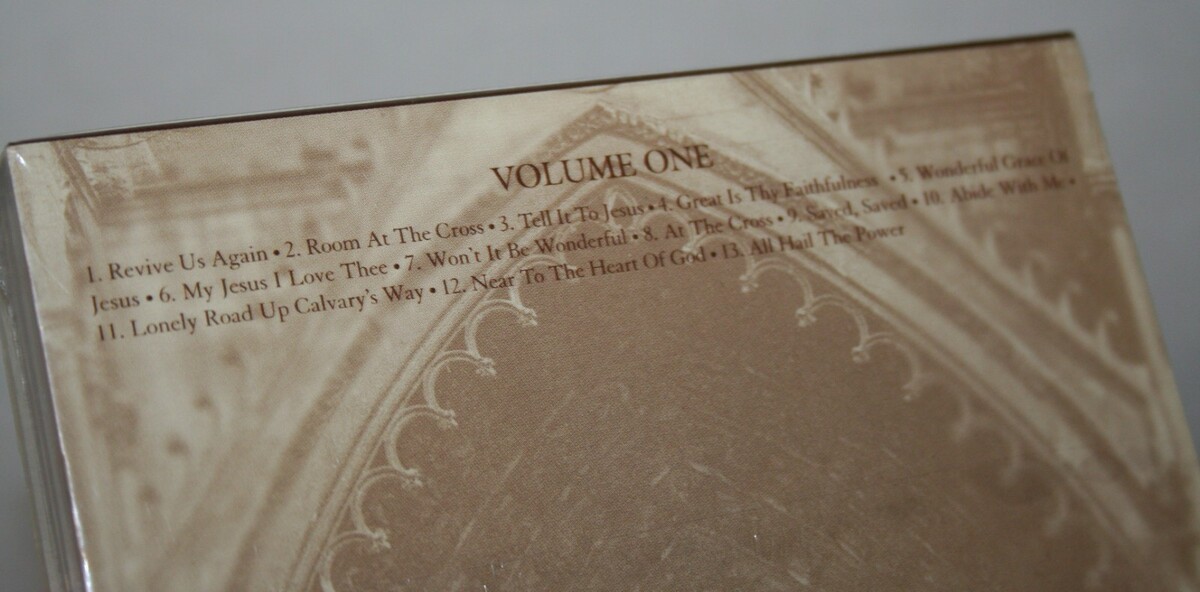 VOLUME ONE
1. Revive Us Again • 2. Room At The Cross • 3. Tell It To Jesus • 4. Great Is Thy Faithfulness • 5. Wonderful Grace Of
Jesus • 6. My Jesus I Love Thee • 7. Won't It Be Wonderful • 8. At The Cross • 9. Saved, Saved • 10. Abide With Me •
11. Lonely Road Up Calvary's Way • 12. Near To The Heart Of God • 13. All Hail The Power